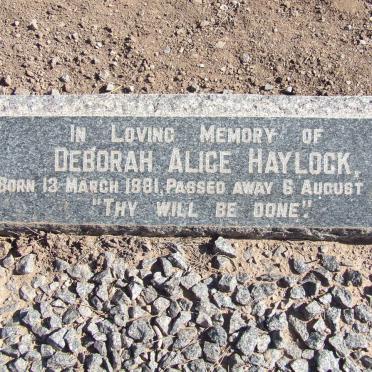 IN LOVING MEMORY OF
DEBORAH ALICE HAYLOCK,
BORN 13 MARCH 1881, PASSED AWAY 6 AUGUST
"THY WILL BE DONE".